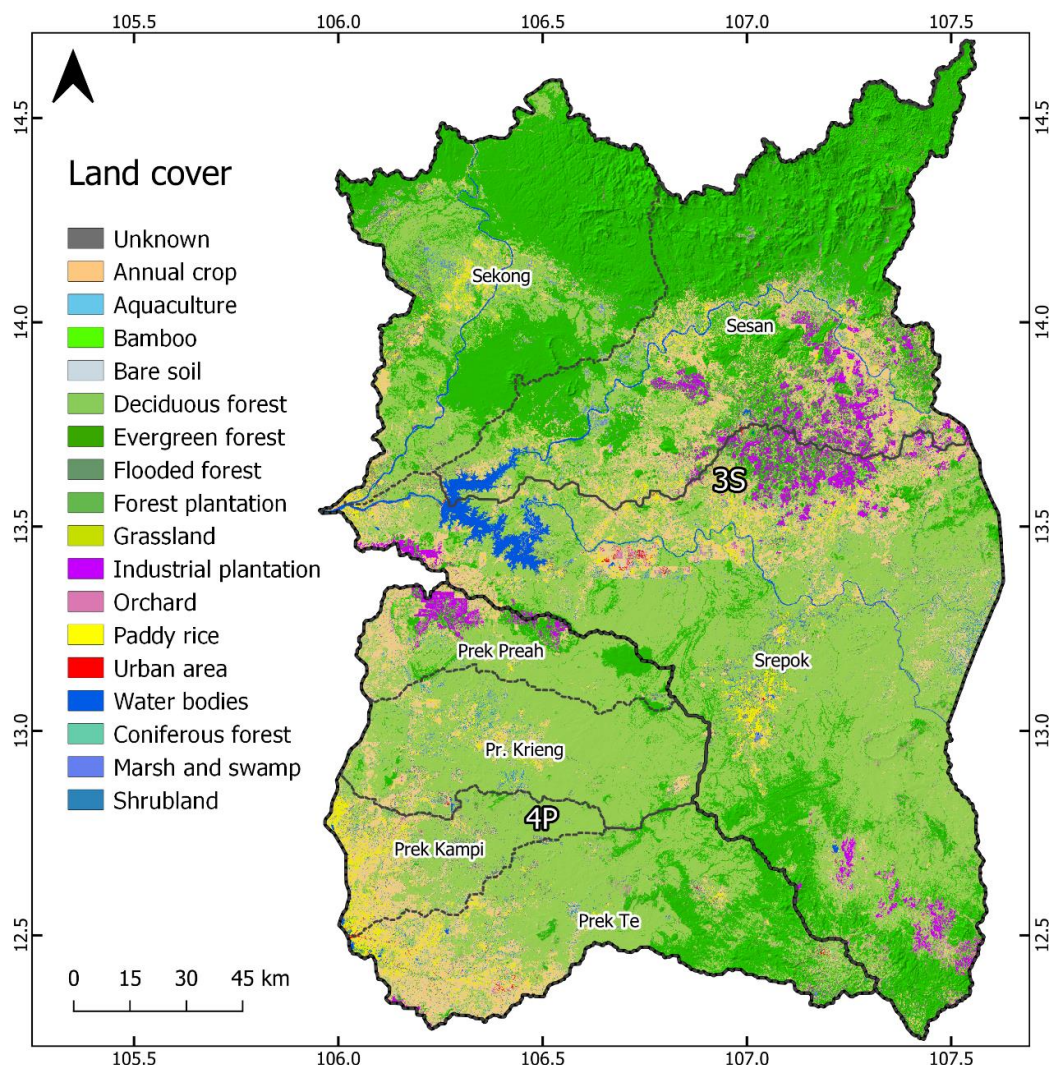 105.5 106.0 106.5 107.0 107.5
14.5 14.5
Land cover
Unknown
Annual crop
Aquaculture
Bamboo
Bare soil
Deciduous forest
Evergreen forest
Flooded forest
Forest plantation
Grassland
Industrial plantation
Orchard
Paddy rice
Urban area
Water bodies
Coniferous forest
Marsh and swamp
Shrubland
Sekong
14.0 14.0
Sesan
3S
13.5 13.5
Prek Preah
Srepok
13.0 13.0
Pr. Krieng
4P
Prek Kampi
Prek Te
12.5 12.5
0 15 30 45 km
105.5 106.0 106.5 107.0 107.5